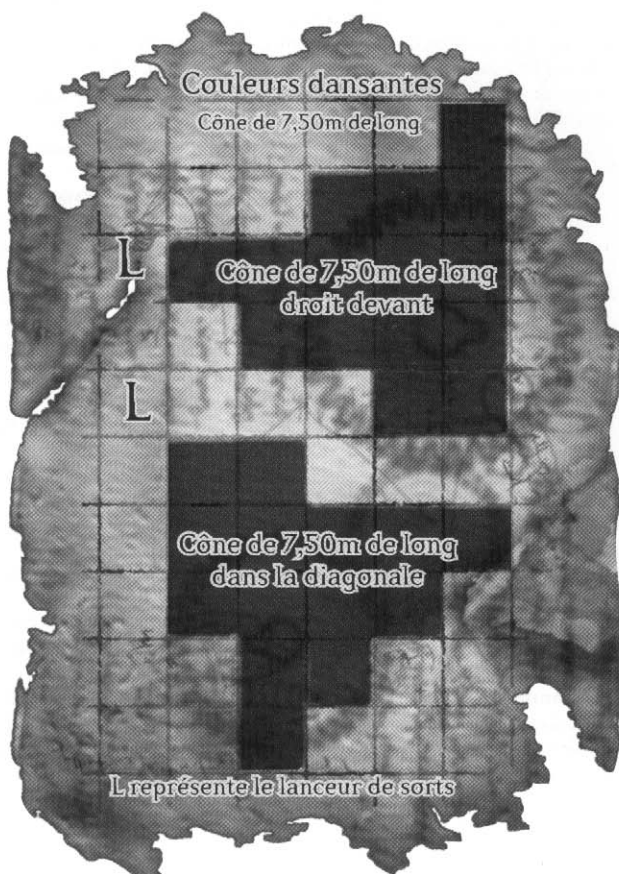 Couleurs dansantes
Cône de 7,50m de long
L
Cône de 7,50m de long
droit devant
L
Cône de 7,50m de long
dans la diagonale
L représente le lanceur de sorts